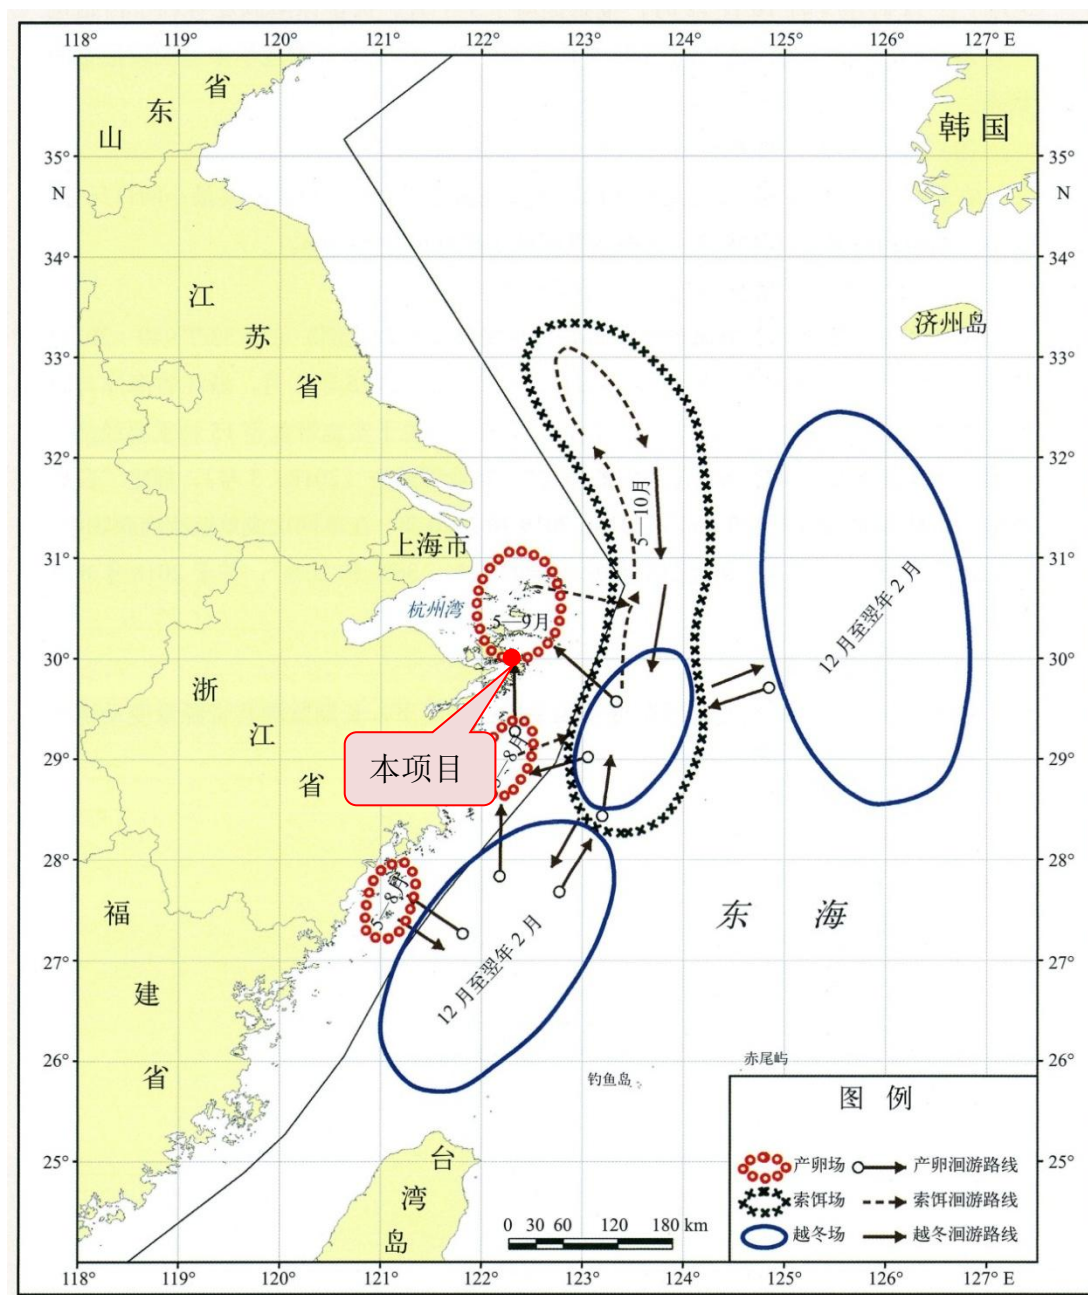 118° 119° 120° 121° 122° 123° 124° 125° 126° 127° E
山 东 省
韩 国
35° 35°
N N
34° 34°
江 苏 省
济州岛
33° 33°
32° 32°
5—10月
31° 31°
上海市
杭州湾
5—9月
12月至翌年2月
30° 30°
浙 江 省
29° 29°
8月
本项目
28° 28°
5—8月
福 建 省
东 海
27° 27°
12月至翌年2月
26° 26°
赤尾屿
钓鱼岛
25° 25°
台 湾 岛
图 例
产卵场 产卵洄游路线
索饵场 索饵洄游路线
越冬场 越冬洄游路线
0 30 60 120 180 km
118° 119° 120° 121° 122° 123° 124° 125° 126° 127° E